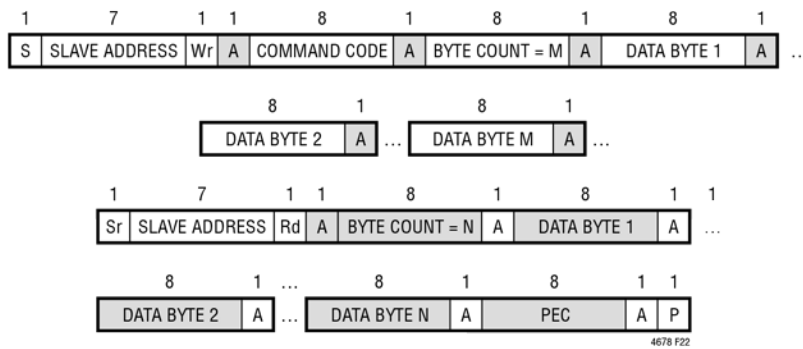 1 7 1 1 8 1 8 1 8 1
S SLAVE ADDRESS Wr A COMMAND CODE A BYTE COUNT = M A DATA BYTE 1 A ...
8 1 8 1
DATA BYTE 2 A ... DATA BYTE M A ...
1 7 1 1 8 1 8 1 1
Sr SLAVE ADDRESS Rd A BYTE COUNT = N A DATA BYTE 1 A ...
8 1 ... 8 1 8 1 1
DATA BYTE 2 A ... DATA BYTE N A PEC A P
4678 F22